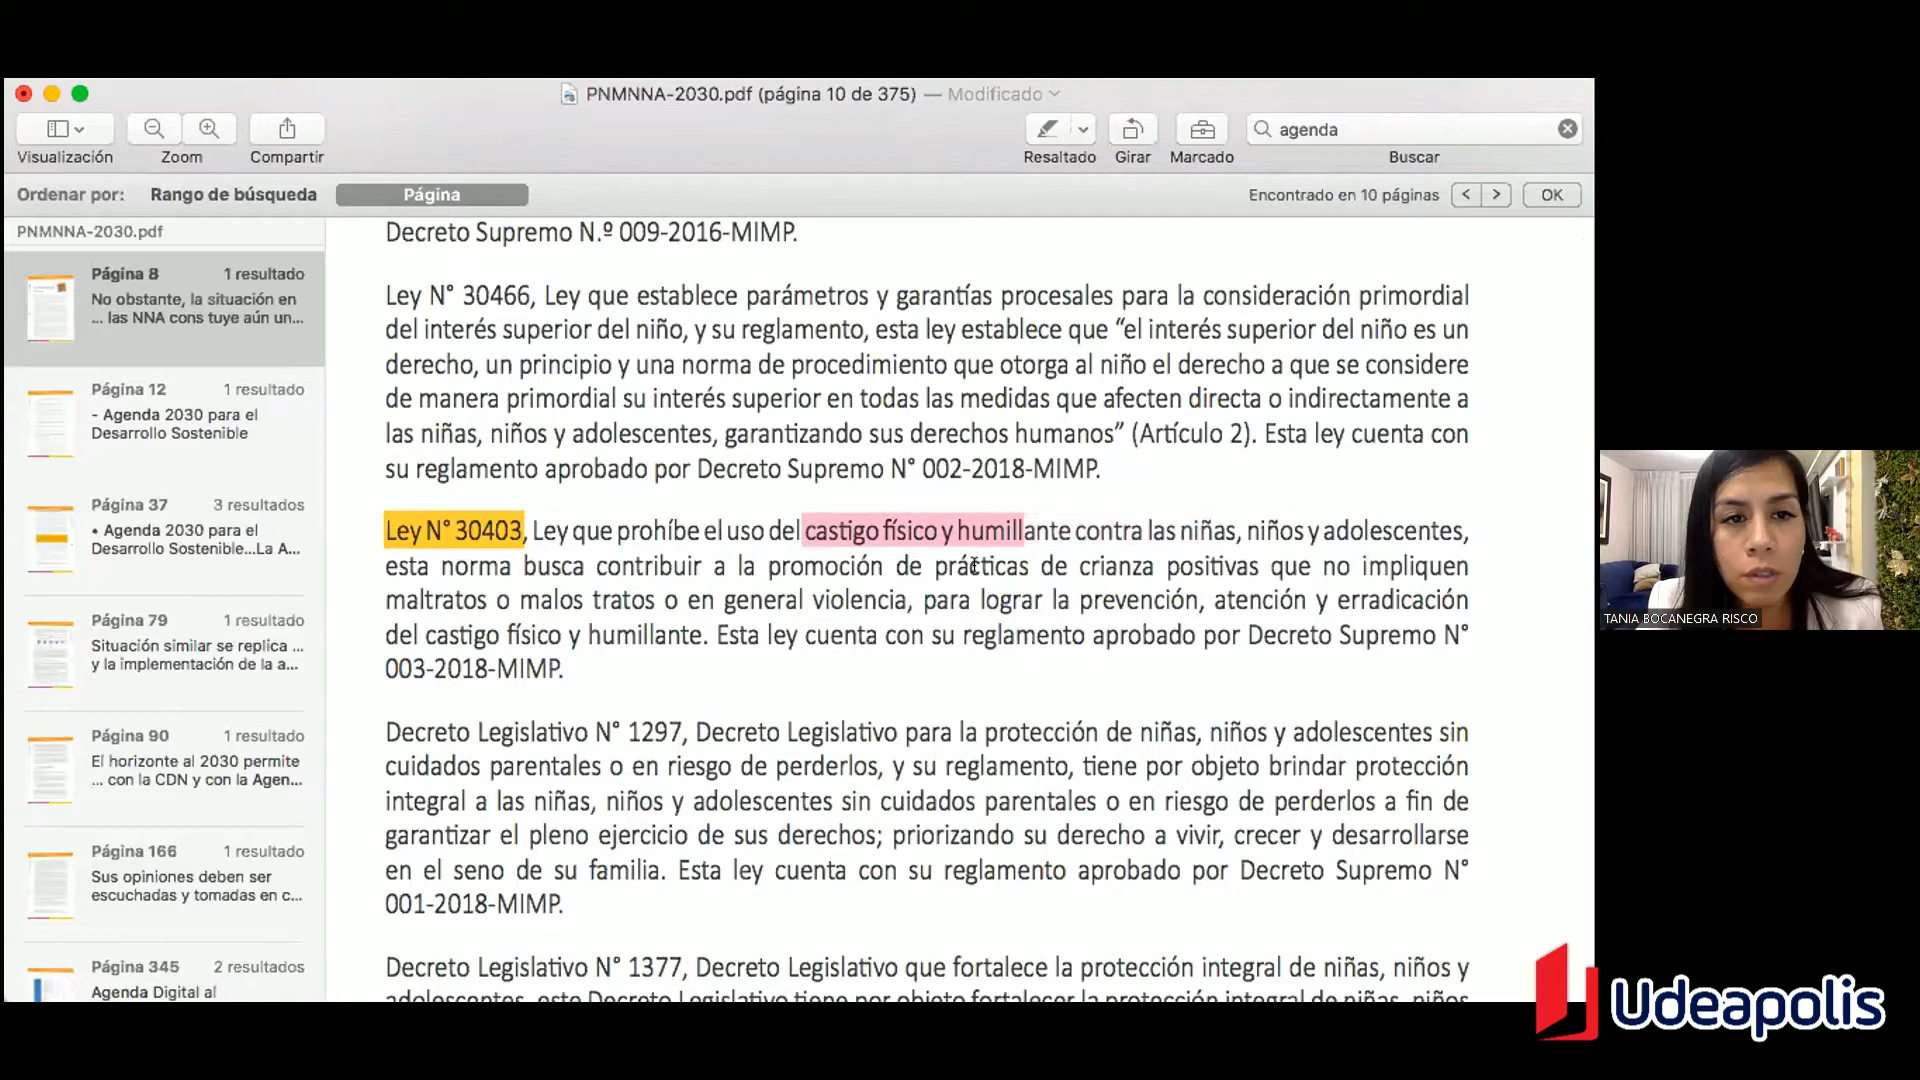 PNMNNA-2030.pdf (página 10 de 375) — Modificado
Visualización
Zoom
Compartir
Resaltado
Girar
Marcado
agenda
Buscar
Ordenar por:
Rango de búsqueda
Página
Encontrado en 10 páginas
OK
PNMNNA-2030.pdf
Página 8 1 resultado
No obstante, la situación en
... las NNA cons tuye aún un...
Página 12 1 resultado
- Agenda 2030 para el
Desarrollo Sostenible
Página 37 3 resultados
• Agenda 2030 para el
Desarrollo Sostenible...La A...
Página 79 1 resultado
Situación similar se replica ...
y la implementación de la a...
Página 90 1 resultado
El horizonte al 2030 permite
... con la CDN y con la Agen...
Página 166 1 resultado
Sus opiniones deben ser
escuchadas y tomadas en c...
Página 345 2 resultados
Agenda Digital al
Decreto Supremo N.º 009-2016-MIMP.
Ley N° 30466, Ley que establece parámetros y garantías procesales para la consideración primordial
del interés superior del niño, y su reglamento, esta ley establece que “el interés superior del niño es un
derecho, un principio y una norma de procedimiento que otorga al niño el derecho a que se considere
de manera primordial su interés superior en todas las medidas que afecten directa o indirectamente a
las niñas, niños y adolescentes, garantizando sus derechos humanos” (Artículo 2). Esta ley cuenta con
su reglamento aprobado por Decreto Supremo N° 002-2018-MIMP.
Ley N° 30403, Ley que prohíbe el uso del castigo físico y humillante contra las niñas, niños y adolescentes,
esta norma busca contribuir a la promoción de prácticas de crianza positivas que no impliquen
maltratos o malos tratos o en general violencia, para lograr la prevención, atención y erradicación
del castigo físico y humillante. Esta ley cuenta con su reglamento aprobado por Decreto Supremo N°
003-2018-MIMP.
Decreto Legislativo N° 1297, Decreto Legislativo para la protección de niñas, niños y adolescentes sin
cuidados parentales o en riesgo de perderlos, y su reglamento, tiene por objeto brindar protección
integral a las niñas, niños y adolescentes sin cuidados parentales o en riesgo de perderlos a fin de
garantizar el pleno ejercicio de sus derechos; priorizando su derecho a vivir, crecer y desarrollarse
en el seno de su familia. Esta ley cuenta con su reglamento aprobado por Decreto Supremo N°
001-2018-MIMP.
Decreto Legislativo N° 1377, Decreto Legislativo que fortalece la protección integral de niñas, niños y
adolescentes, este Decreto Legislativo tiene por objeto fortalecer la protección integral de niñas, niños
TANIA BOCANEGRA RISCO
Udeapolis